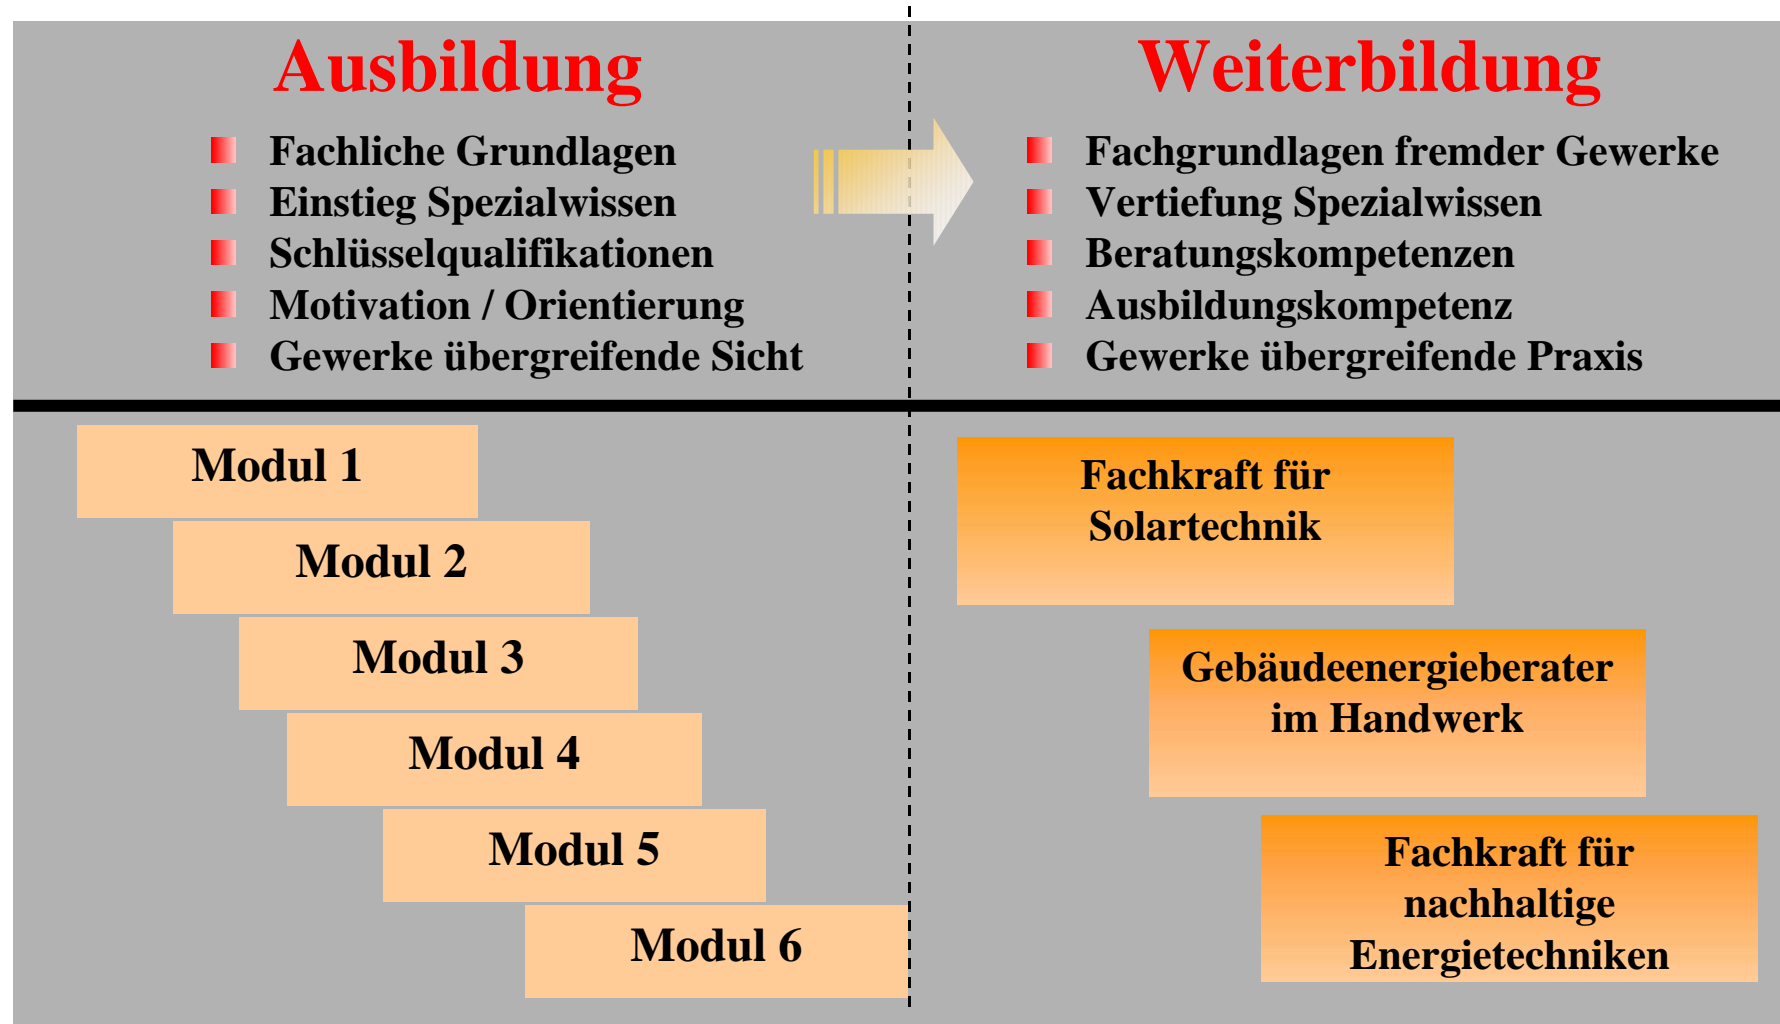 Ausbildung
Fachliche Grundlagen
Einstieg Spezialwissen
Schlüsselqualifikationen
Motivation / Orientierung
Gewerke übergreifende Sicht
Weiterbildung
Fachgrundlagen fremder Gewerke
Vertiefung Spezialwissen
Beratungskompetenzen
Ausbildungskompetenz
Gewerke übergreifende Praxis
Modul 1
Modul 2
Modul 3
Modul 4
Modul 5
Modul 6
Fachkraft für
Solartechnik
Gebäudeenergieberater
im Handwerk
Fachkraft für
nachhaltige
Energietechniken